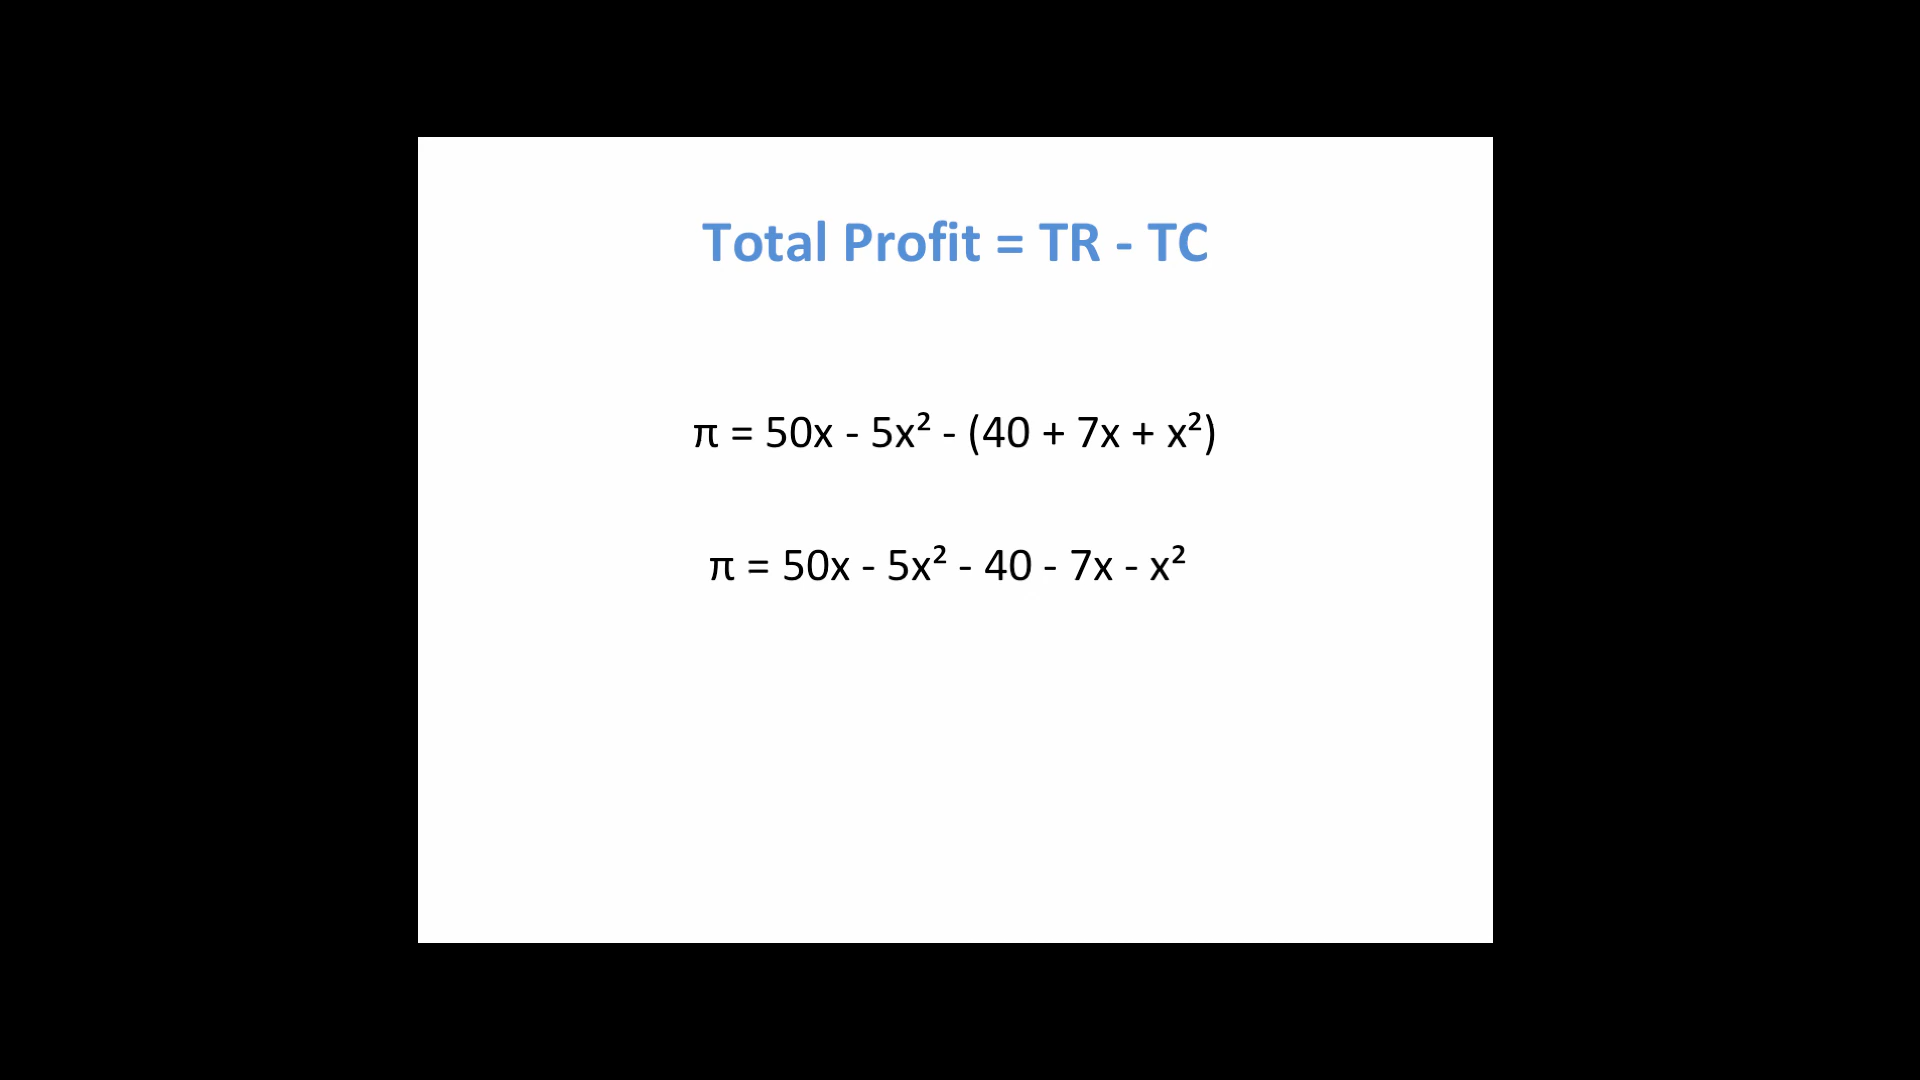 Total Profit = TR - TC
π = 50x - 5x² - (40 + 7x + x²)
π = 50x - 5x² - 40 - 7x - x²